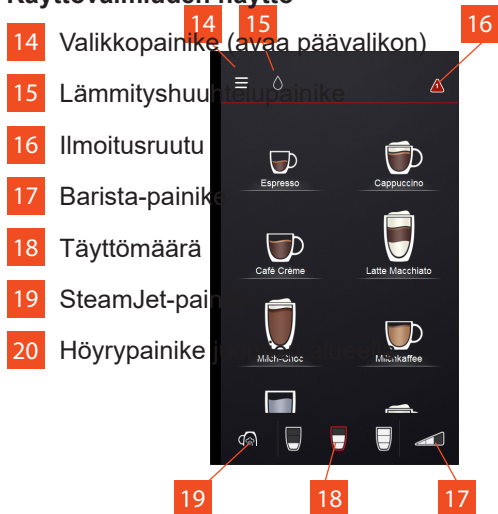 Käyttövalmiuden näyttö
14 15 16
14 Valikkopainike (avaa päävalikon)
15 Lämmityshuuhtelupainike
16 Ilmoitusruutu
17 Barista-painike
18 Täyttömäärä
19 SteamJet-pain
20 Höyrypainike
Espresso Cappuccino
Café Crème Latte Macchiato
Milch-Choc Milchkaffee
19 18 17